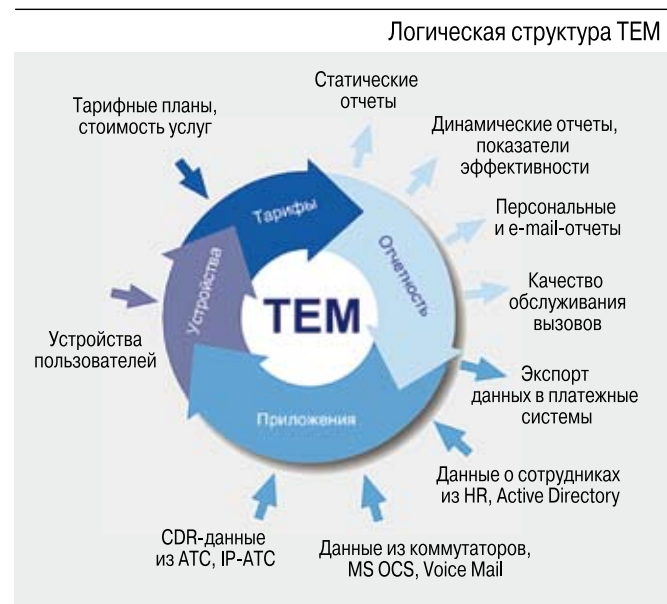 Логическая структура ТЕМ
Статические
отчеты
Тарифные планы,
стоимость услуг
Динамические отчеты,
показатели
эффективности
Персональные
и e-mail-отчеты
Качество
обслуживания
вызовов
Экспорт
данных в платежные
системы
Данные о сотрудниках
из HR, Active Directory
Данные из коммутаторов,
MS OCS, Voice Mail
CDR-данные
из АТС, IP-АТС
Устройства
пользователей
Тарифы
Отчетность
Приложения
Устройства
TEM